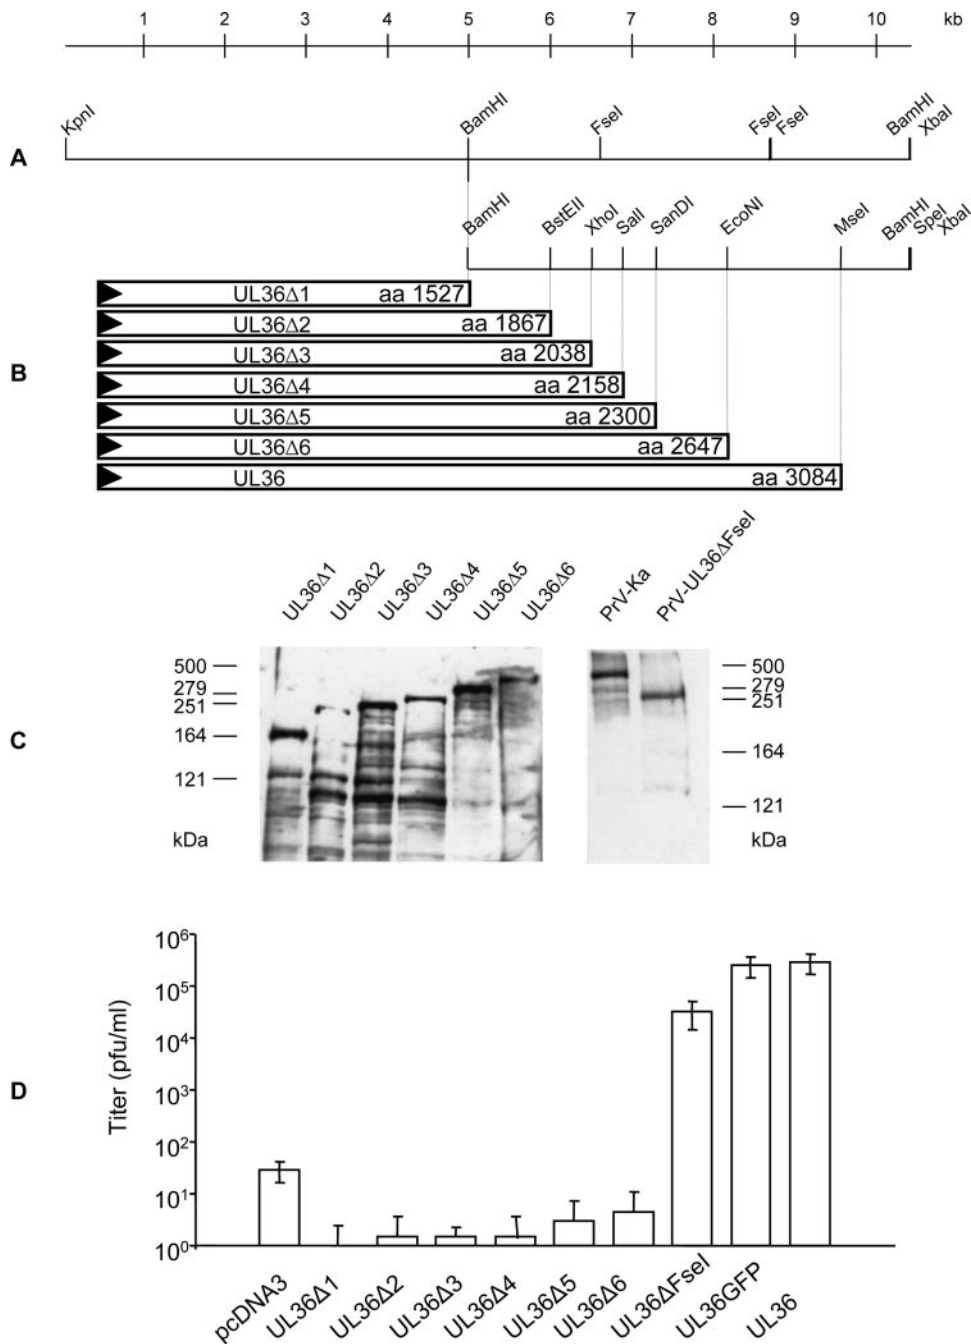 1 2 3 4 5 6 7 8 9 10 kb
A
KpnI BamHI FseI FseI FseI BamHI XbaI
BamHI BstEII XhoI SalI SanDI EcoNI MseI BamHI SpeI XbaI
B
UL36Δ1 aa 1527
UL36Δ2 aa 1867
UL36Δ3 aa 2038
UL36Δ4 aa 2158
UL36Δ5 aa 2300
UL36Δ6 aa 2647
UL36 aa 3084
C
UL36Δ1 UL36Δ2 UL36Δ3 UL36Δ4 UL36Δ5 UL36Δ6 PrV-Ka PrV-UL36ΔFseI
500
279
251
164
121
kDa
500
279
251
164
121
kDa
D
Titer (pfu/ml)
10⁶
10⁵
10⁴
10³
10²
10¹
10⁰
pcDNA3 UL36Δ1 UL36Δ2 UL36Δ3 UL36Δ4 UL36Δ5 UL36Δ6 UL36ΔFseI UL36GFP UL36